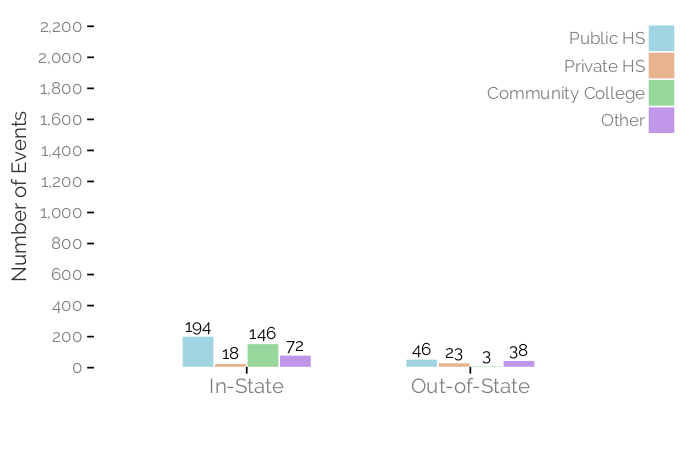 Number of Events
2,200
2,000
1,800
1,600
1,400
1,200
1,000
800
600
400
200
0
Public HS
Private HS
Community College
Other
194
18
146
72
46
23
3
38
In-State
Out-of-State